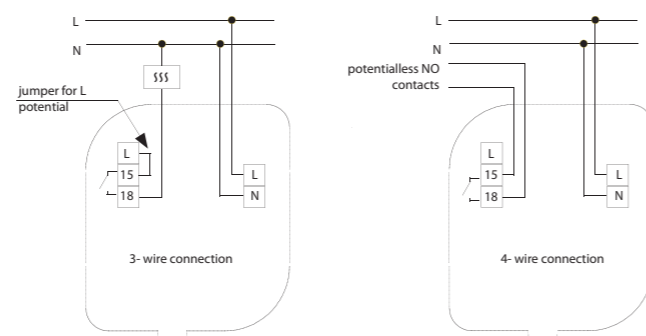 L
N
§§§
jumper for L
potential
L
15
18
L
N
3- wire connection
L
N
potentialless NO
contacts
L
15
18
L
N
4- wire connection